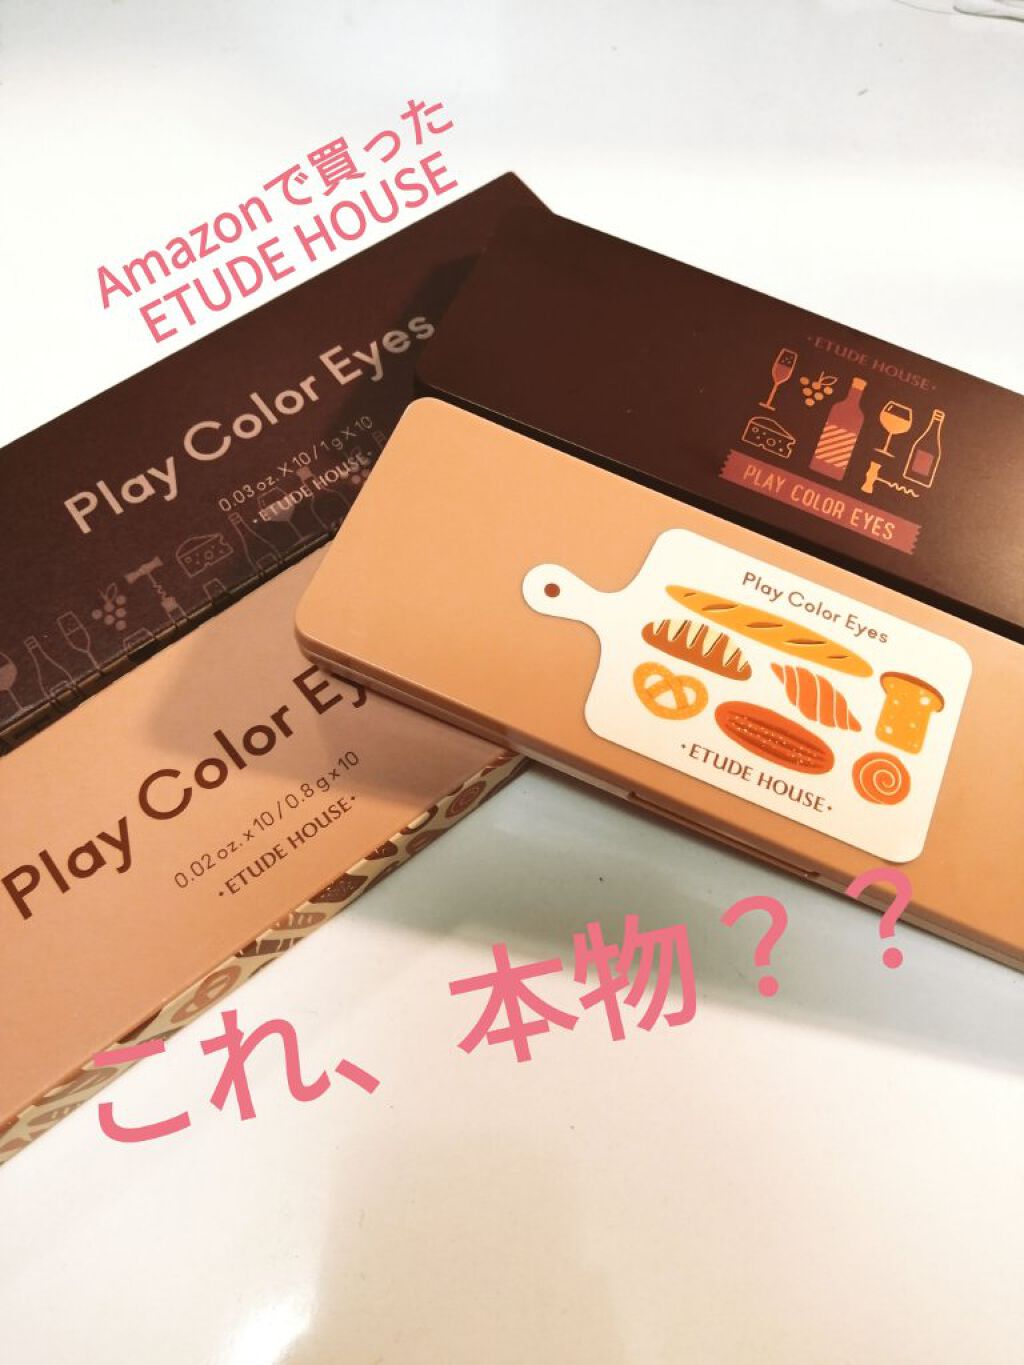 Amazonで買った
ETUDE HOUSE
Play Color Eyes
0.03 oz. X 10 / 1g X 10
·ETUDE HOUSE·
·ETUDE HOUSE·
PLAY COLOR EYES
Play Color Eyes
·ETUDE HOUSE·
Play Color Ey
0.02 oz. x 10 / 0.8 g x 10
·ETUDE HOUSE·
これ、本物？？